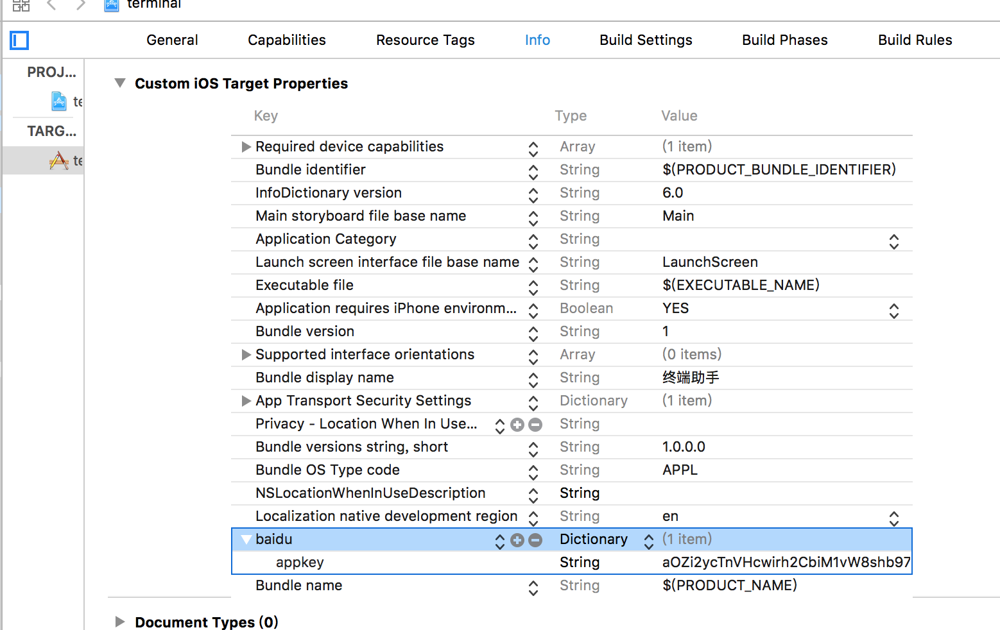 terminal
General Capabilities Resource Tags Info Build Settings Build Phases Build Rules
PROJ...
te
TARG...
te
Custom iOS Target Properties
Key Type Value
Required device capabilities Array (1 item)
Bundle identifier String $(PRODUCT_BUNDLE_IDENTIFIER)
InfoDictionary version String 6.0
Main storyboard file base name String Main
Application Category String
Launch screen interface file base name String LaunchScreen
Executable file String $(EXECUTABLE_NAME)
Application requires iPhone environm... Boolean YES
Bundle version String 1
Supported interface orientations Array (0 items)
Bundle display name String 终端助手
App Transport Security Settings Dictionary (1 item)
Privacy - Location When In Use... String
Bundle versions string, short String 1.0.0.0
Bundle OS Type code String APPL
NSLocationWhenInUseDescription String
Localization native development region String en
baidu Dictionary (1 item)
appkey String aOZi2ycTnVHcwirh2CbiM1vW8shb97
Bundle name String $(PRODUCT_NAME)
Document Types (0)